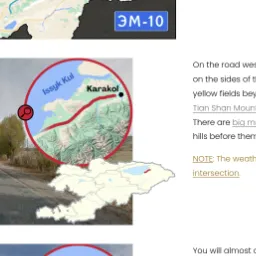 ЭМ-10
Issyk Kul
Karakol
On the road wes
on the sides of t
yellow fields bey
Tian Shan Moun
There are big m
hills before them
NOTE: The weath
intersection.
You will almost